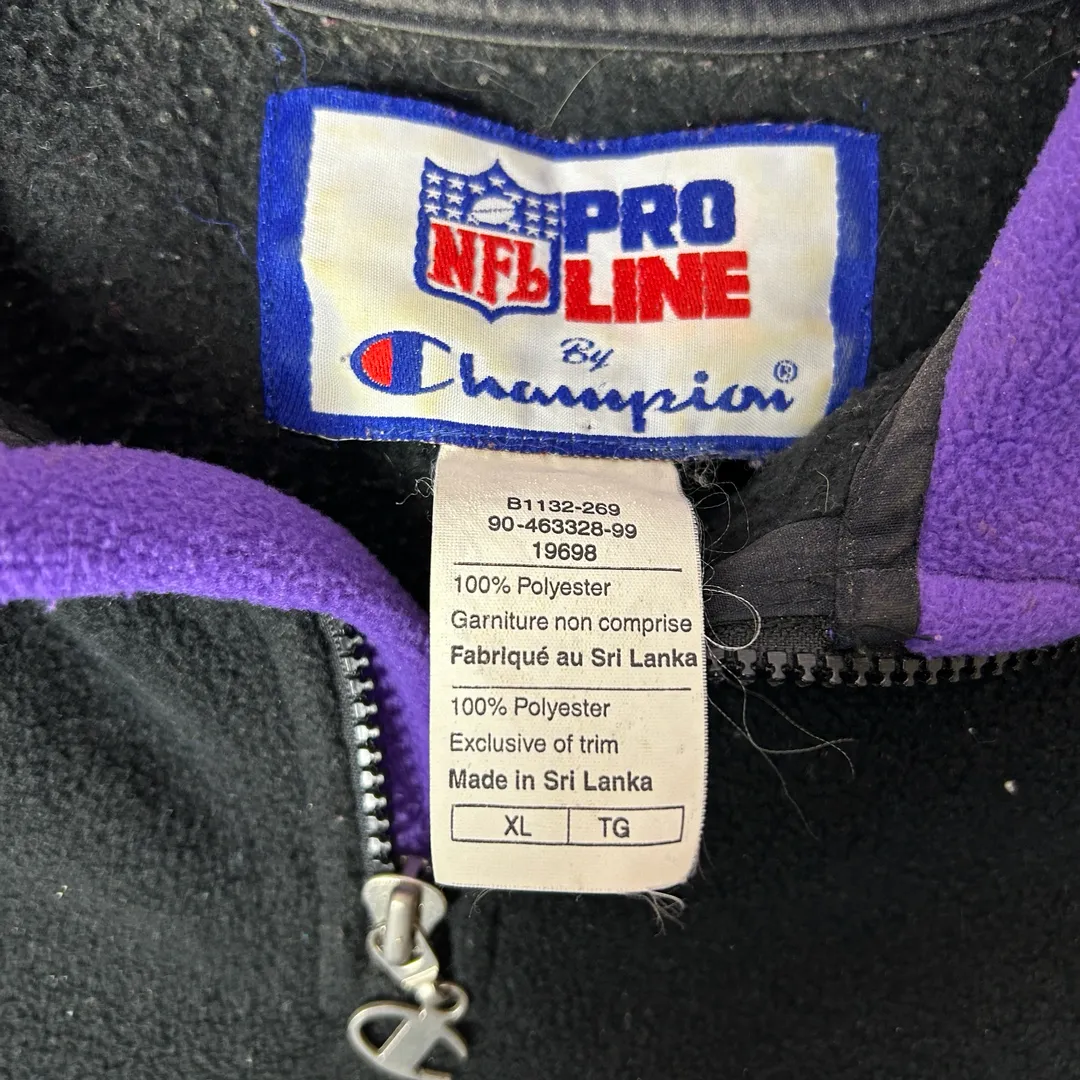 NFL
PRO
LINE
By
Champion®
B1132-269
90-463328-99
19698
100% Polyester
Garniture non comprise
Fabriqué au Sri Lanka
100% Polyester
Exclusive of trim
Made in Sri Lanka
XL TG